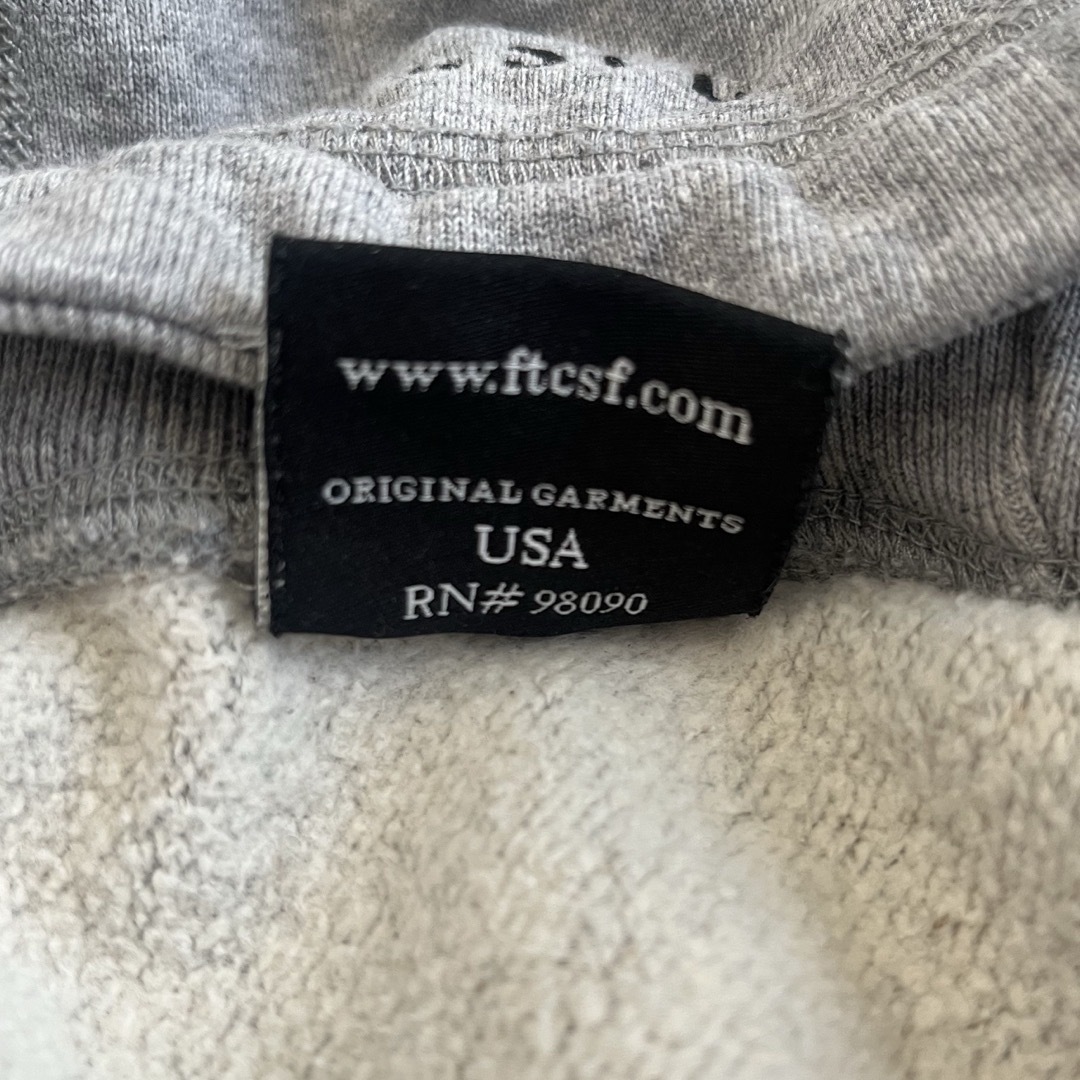 www.ftcsf.com
ORIGINAL GARMENTS
USA
RN# 98090